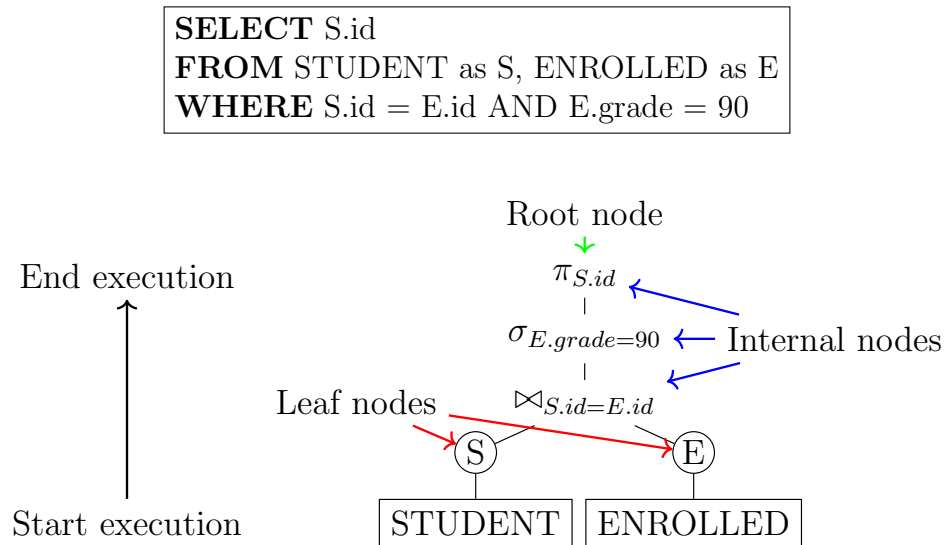 SELECT S.id
FROM STUDENT as S, ENROLLED as E
WHERE S.id = E.id AND E.grade = 90
Root node
End execution
π_{S.id}
σ_{E.grade=90}
Internal nodes
Leaf nodes
⋈_{S.id=E.id}
S
E
Start execution
STUDENT
ENROLLED